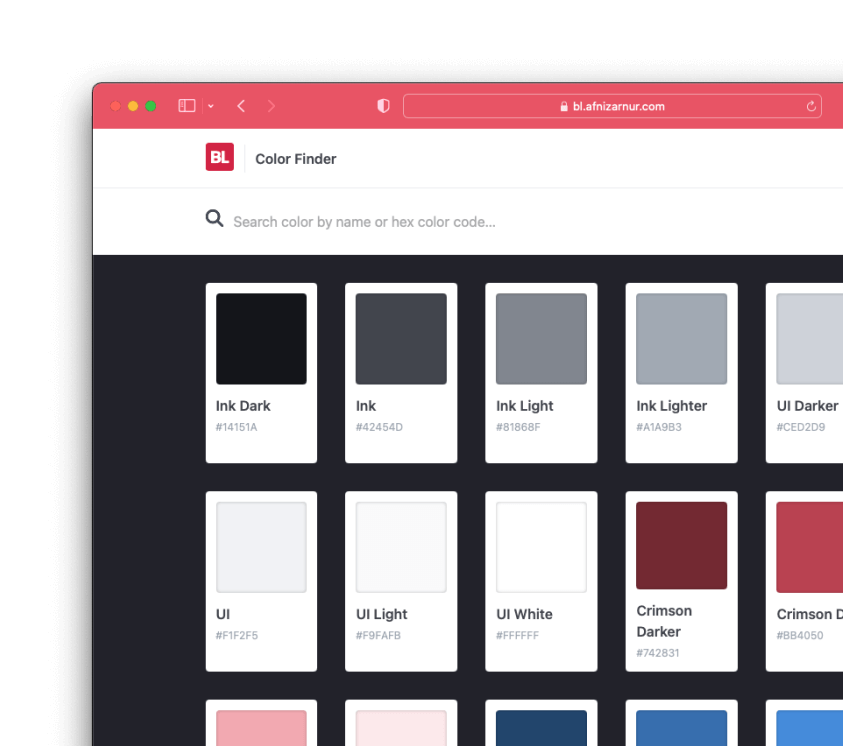 bl.afnizarnur.com
BL
Color Finder
Search color by name or hex color code...
Ink Dark
#14151A
Ink
#42454D
Ink Light
#81868F
Ink Lighter
#A1A9B3
UI Darker
#CED2D9
UI
#F1F2F5
UI Light
#F9FAFB
UI White
#FFFFFF
Crimson
Darker
#742831
Crimson D
#BB4050